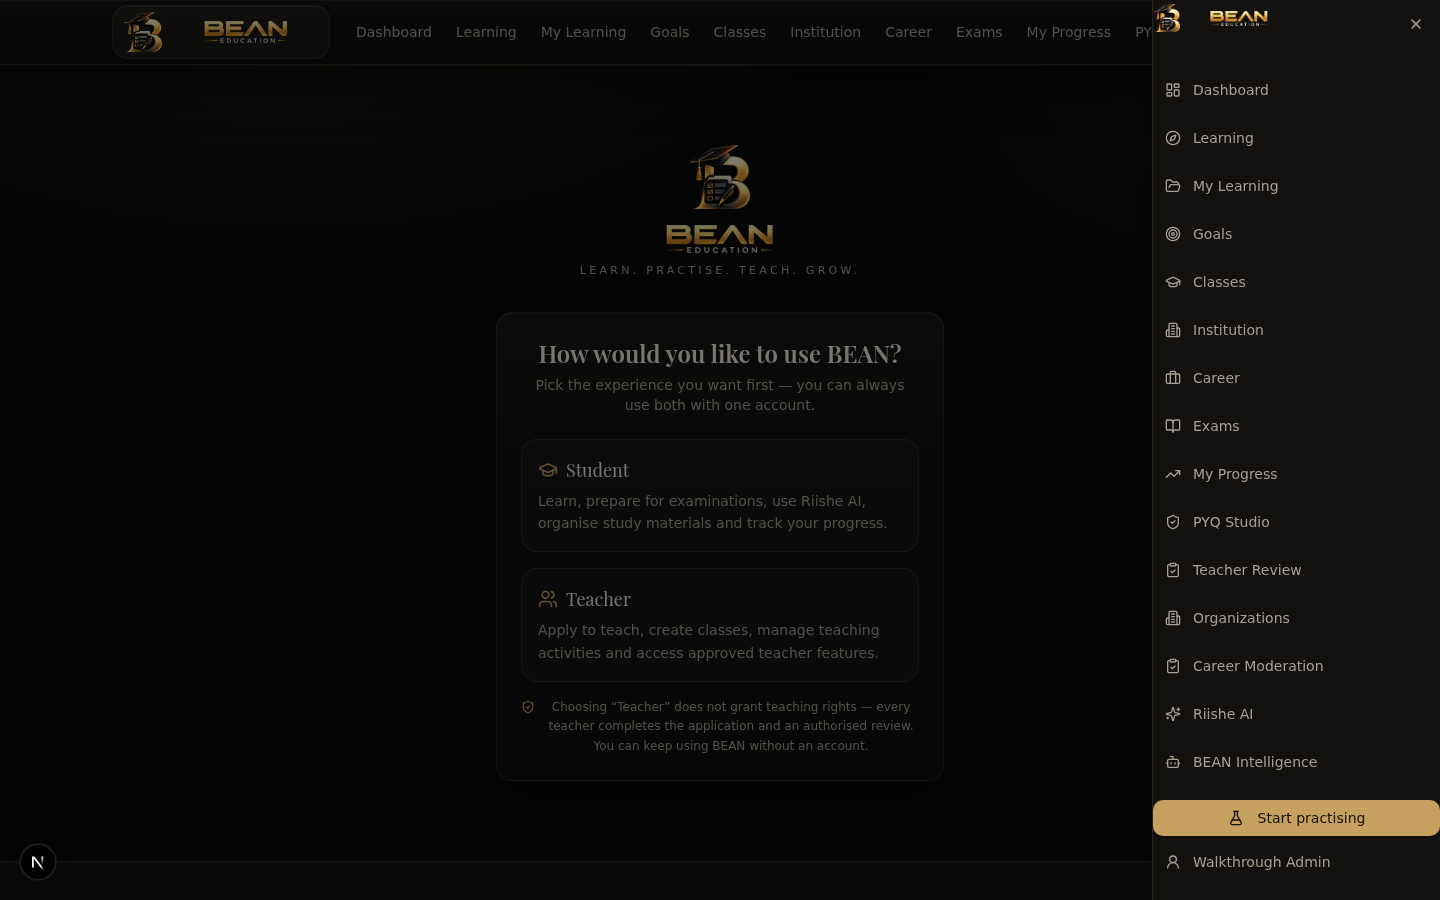 BEAN
EDUCATION
Dashboard
Learning
My Learning
Goals
Classes
Institution
Career
Exams
My Progress
PY
LEARN. PRACTISE. TEACH. GROW.
BEAN
EDUCATION
How would you like to use BEAN?
Pick the experience you want first — you can always
use both with one account.
Student
Learn, prepare for examinations, use Riishe AI,
organise study materials and track your progress.
Teacher
Apply to teach, create classes, manage teaching
activities and access approved teacher features.
Choosing “Teacher” does not grant teaching rights — every
teacher completes the application and an authorised review.
You can keep using BEAN without an account.
N
BEAN
EDUCATION
Dashboard
Learning
My Learning
Goals
Classes
Institution
Career
Exams
My Progress
PYQ Studio
Teacher Review
Organizations
Career Moderation
Riishe AI
BEAN Intelligence
Start practising
Walkthrough Admin